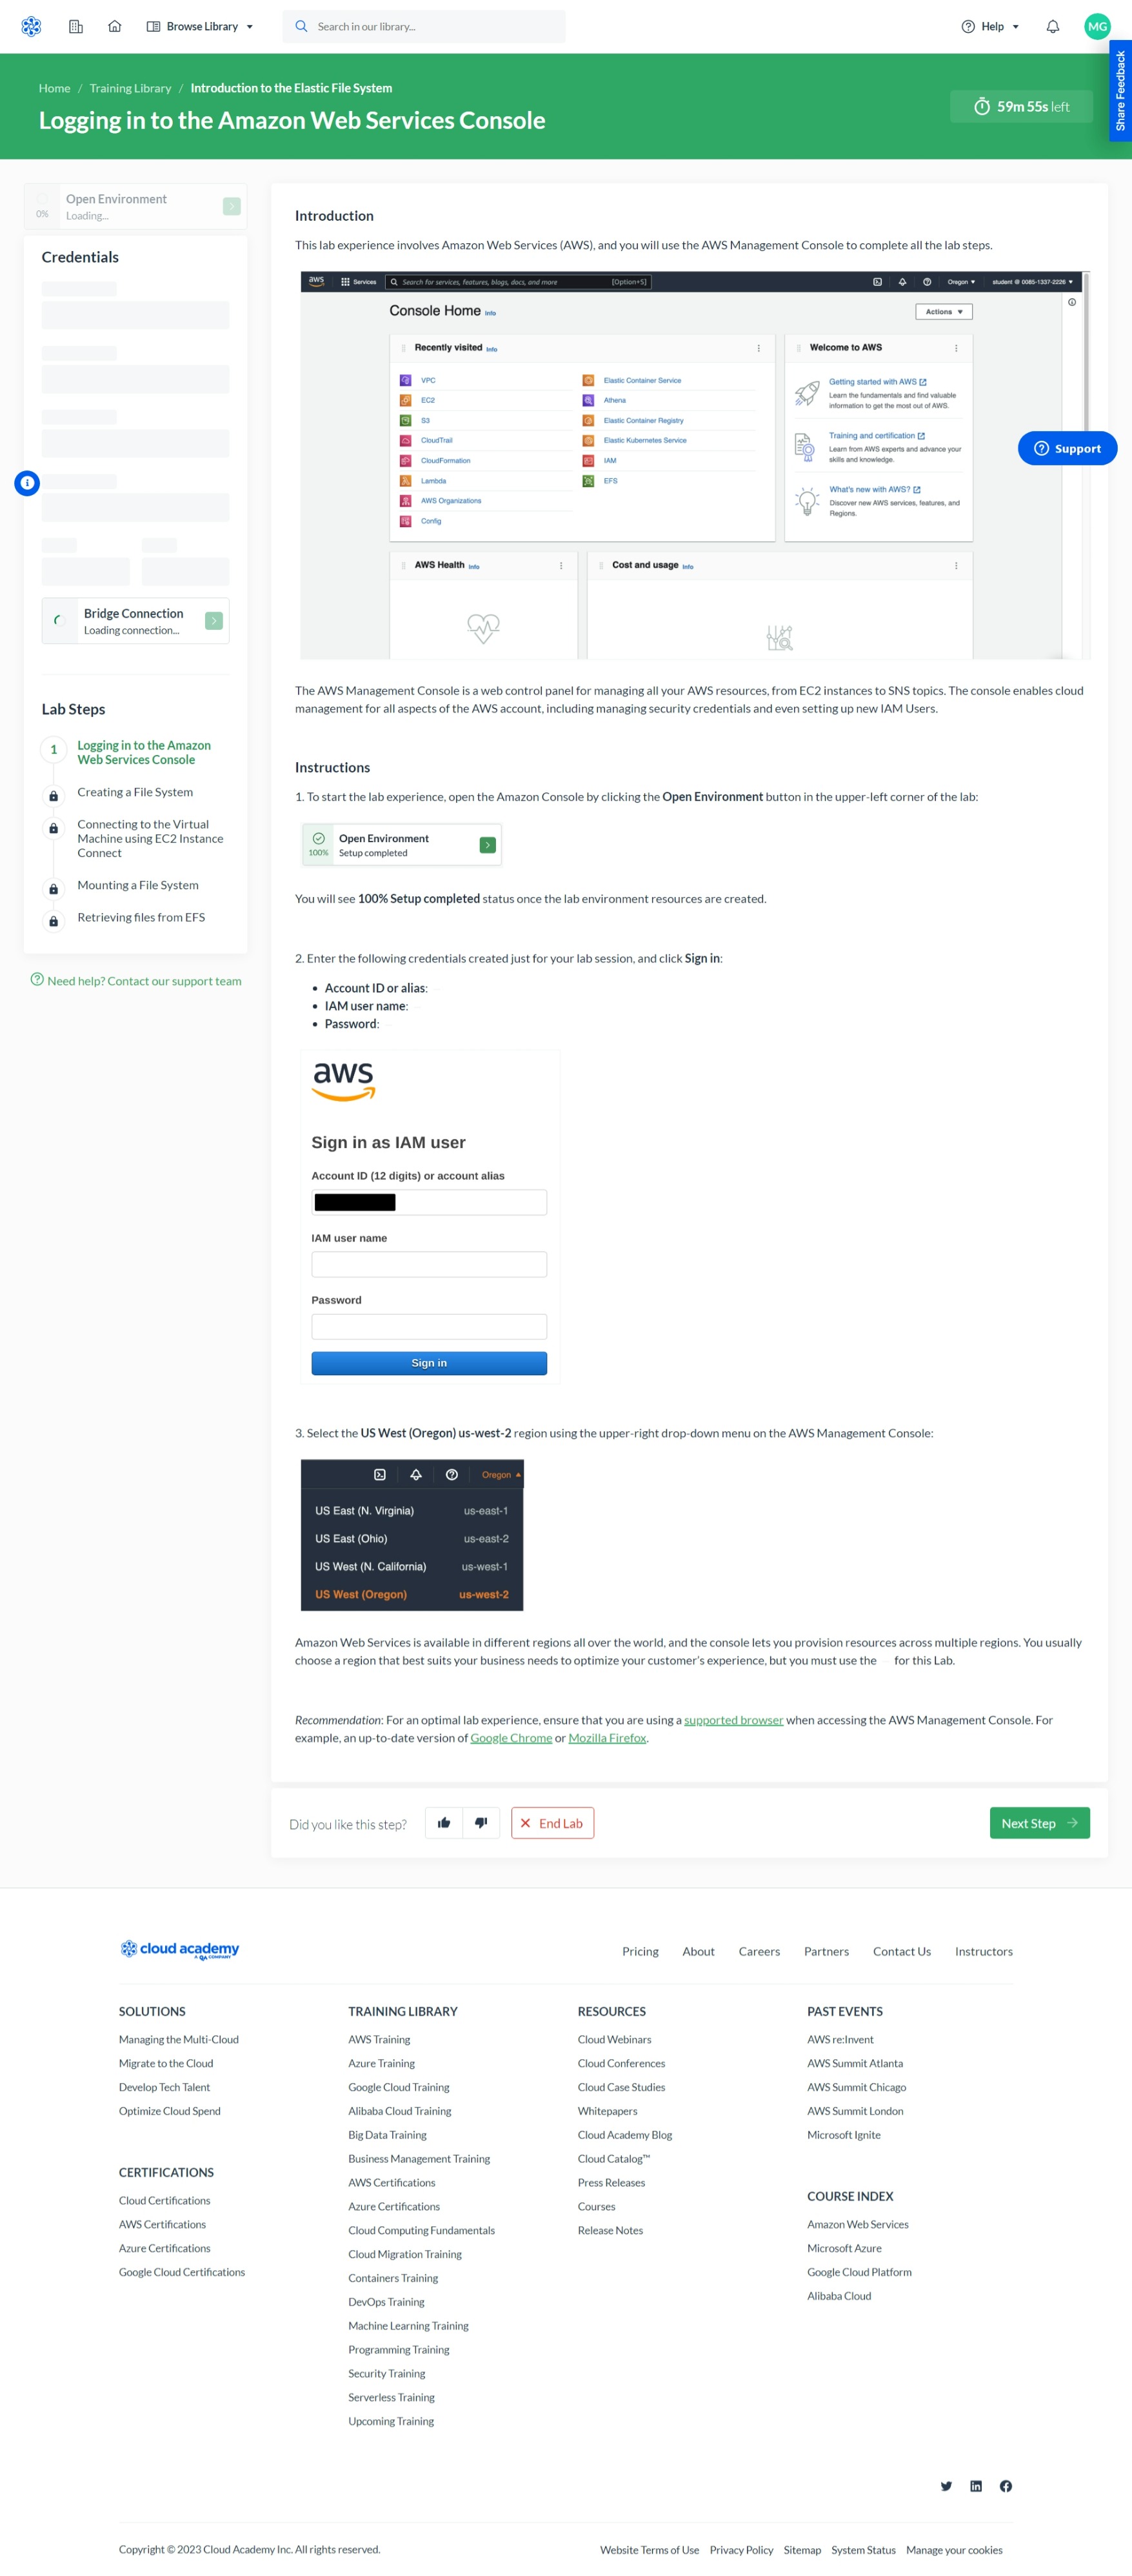 Browse Library
Search in our library...
Help
MG
Share Feedback
Home / Training Library / Introduction to the Elastic File System
Logging in to the Amazon Web Services Console
59m 55s left
Open Environment
0%
Loading...
Credentials
Bridge Connection
Loading connection...
Lab Steps
1
Logging in to the Amazon
Web Services Console
Creating a File System
Connecting to the Virtual
Machine using EC2 Instance
Connect
Mounting a File System
Retrieving files from EFS
Need help? Contact our support team
Introduction
This lab experience involves Amazon Web Services (AWS), and you will use the AWS Management Console to complete all the lab steps.
aws
Services
Search for services, features, blogs, docs, and more
[Option+S]
Oregon
student @ 0085-1337-2226
Console Home Info
Actions
Recently visited Info
VPC
EC2
S3
CloudTrail
CloudFormation
Lambda
AWS Organizations
Config
Elastic Container Service
Athena
Elastic Container Registry
Elastic Kubernetes Service
IAM
EFS
Welcome to AWS
Getting started with AWS
Learn the fundamentals and find valuable
information to get the most out of AWS.
Training and certification
Learn from AWS experts and advance your
skills and knowledge.
What's new with AWS?
Discover new AWS services, features, and
Regions.
AWS Health Info
Cost and usage Info
Support
The AWS Management Console is a web control panel for managing all your AWS resources, from EC2 instances to SNS topics. The console enables cloud
management for all aspects of the AWS account, including managing security credentials and even setting up new IAM Users.
Instructions
1. To start the lab experience, open the Amazon Console by clicking the Open Environment button in the upper-left corner of the lab:
Open Environment
100%
Setup completed
You will see 100% Setup completed status once the lab environment resources are created.
2. Enter the following credentials created just for your lab session, and click Sign in:
• Account ID or alias:
• IAM user name:
• Password:
aws
Sign in as IAM user
Account ID (12 digits) or account alias
IAM user name
Password
Sign in
3. Select the US West (Oregon) us-west-2 region using the upper-right drop-down menu on the AWS Management Console:
Oregon
US East (N. Virginia) us-east-1
US East (Ohio) us-east-2
US West (N. California) us-west-1
US West (Oregon) us-west-2
Amazon Web Services is available in different regions all over the world, and the console lets you provision resources across multiple regions. You usually
choose a region that best suits your business needs to optimize your customer's experience, but you must use the for this Lab.
Recommendation: For an optimal lab experience, ensure that you are using a supported browser when accessing the AWS Management Console. For
example, an up-to-date version of Google Chrome or Mozilla Firefox.
Did you like this step?
End Lab
Next Step
cloud academy
A QA COMPANY
Pricing
About
Careers
Partners
Contact Us
Instructors
SOLUTIONS
Managing the Multi-Cloud
Migrate to the Cloud
Develop Tech Talent
Optimize Cloud Spend
CERTIFICATIONS
Cloud Certifications
AWS Certifications
Azure Certifications
Google Cloud Certifications
TRAINING LIBRARY
AWS Training
Azure Training
Google Cloud Training
Alibaba Cloud Training
Big Data Training
Business Management Training
AWS Certifications
Azure Certifications
Cloud Computing Fundamentals
Cloud Migration Training
Containers Training
DevOps Training
Machine Learning Training
Programming Training
Security Training
Serverless Training
Upcoming Training
RESOURCES
Cloud Webinars
Cloud Conferences
Cloud Case Studies
Whitepapers
Cloud Academy Blog
Cloud Catalog™
Press Releases
Courses
Release Notes
PAST EVENTS
AWS re:Invent
AWS Summit Atlanta
AWS Summit Chicago
AWS Summit London
Microsoft Ignite
COURSE INDEX
Amazon Web Services
Microsoft Azure
Google Cloud Platform
Alibaba Cloud
Copyright © 2023 Cloud Academy Inc. All rights reserved.
Website Terms of Use
Privacy Policy
Sitemap
System Status
Manage your cookies